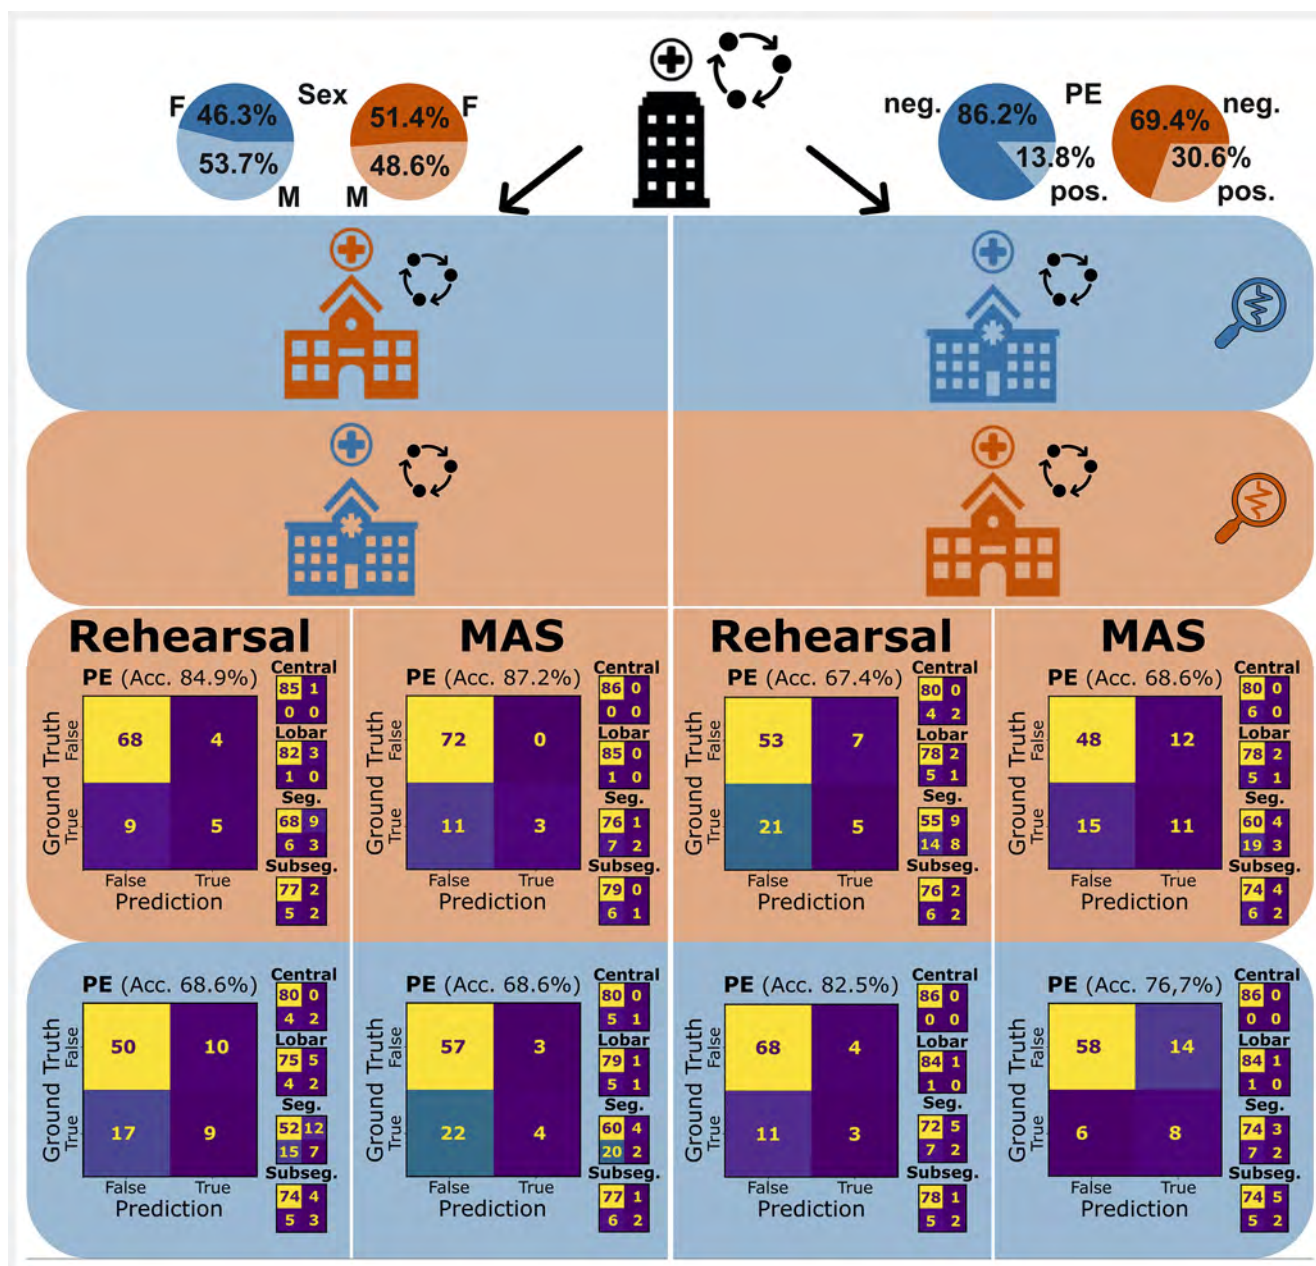 Sex
F 46.3%
53.7%
M
51.4% F
48.6%
M
PE
neg. 86.2%
13.8%
pos.
69.4% neg.
30.6%
pos.
Rehearsal
PE (Acc. 84.9%)
Ground Truth
False
True
68 4
9 5
False True
Prediction
Central
85 1
0 0
Lobar
82 3
1 0
Seg.
68 9
6 3
Subseg.
77 2
5 2
MAS
PE (Acc. 87.2%)
Ground Truth
False
True
72 0
11 3
False True
Prediction
Central
86 0
0 0
Lobar
85 0
1 0
Seg.
76 1
7 2
Subseg.
79 0
6 1
Rehearsal
PE (Acc. 67.4%)
Ground Truth
False
True
53 7
21 5
False True
Prediction
Central
80 0
4 2
Lobar
78 2
5 1
Seg.
55 9
14 8
Subseg.
76 2
6 2
MAS
PE (Acc. 68.6%)
Ground Truth
False
True
48 12
15 11
False True
Prediction
Central
80 0
6 0
Lobar
78 2
5 1
Seg.
60 4
19 3
Subseg.
74 4
6 2
PE (Acc. 68.6%)
Ground Truth
False
True
50 10
17 9
False True
Prediction
Central
80 0
4 2
Lobar
75 5
4 2
Seg.
52 12
15 7
Subseg.
74 4
5 3
PE (Acc. 68.6%)
Ground Truth
False
True
57 3
22 4
False True
Prediction
Central
80 0
5 1
Lobar
79 1
5 1
Seg.
60 4
20 2
Subseg.
77 1
6 2
PE (Acc. 82.5%)
Ground Truth
False
True
68 4
11 3
False True
Prediction
Central
86 0
0 0
Lobar
84 1
1 0
Seg.
72 5
7 2
Subseg.
78 1
5 2
PE (Acc. 76,7%)
Ground Truth
False
True
58 14
6 8
False True
Prediction
Central
86 0
0 0
Lobar
84 1
1 0
Seg.
74 3
7 2
Subseg.
74 5
5 2